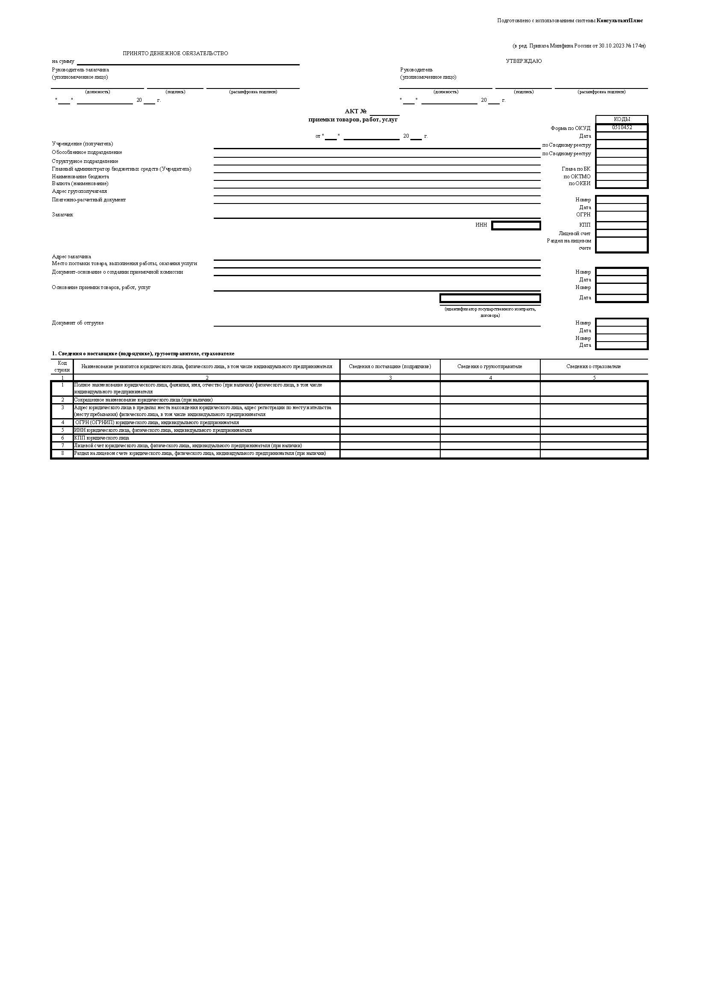 Подготовлено с использованием системы КонсультантПлюс
(в ред. Приказа Минфина России от 30.10.2023 № 174н)
ПРИНЯТО ДЕНЕЖНОЕ ОБЯЗАТЕЛЬСТВО
на сумму УТВЕРЖДАЮ
Руководитель заказчика Руководитель
(уполномоченное лицо) (уполномоченное лицо)
(должность) (подпись) (расшифровка подписи) (должность) (подпись) (расшифровка подписи)
" " 20 г. " " 20 г.
АКТ №
приемки товаров, работ, услуг КОДЫ
Форма по ОКУД 0510452
от " " 20 г. Дата
Учреждение (получатель) по Сводному реестру
Обособленное подразделение по Сводному реестру
Структурное подразделение
Главный администратор бюджетных средств (Учредитель) Глава по БК
Наименование бюджета по ОКТМО
Валюта (наименование) по ОКЕИ
Адрес грузополучателя
Платежно-расчетный документ Номер
Дата
Заказчик ОГРН
ИНН КПП
Лицевой счет
Раздел на лицевом
счете
Адрес заказчика
Место поставки товара, выполнения работы, оказания услуги
Документ-основание о создании приемочной комиссии Номер
Дата
Основание приемки товаров, работ, услуг Номер
Дата
(идентификатор государственного контракта,
договора)
Документ об отгрузке Номер
Дата
Номер
Дата
1. Сведения о поставщике (подрядчике), грузоотправителе, страхователе
Код
строки Наименование реквизитов юридического лица, физического лица, в том числе индивидуального предпринимателя Сведения о поставщике (подрядчике) Сведения о грузоотправителе Сведения о страхователе
1 2 3 4 5
1 Полное наименование юридического лица, фамилия, имя, отчество (при наличии) физического лица, в том числе
индивидуального предпринимателя
2 Сокращенное наименование юридического лица (при наличии)
3 Адрес юридического лица в пределах места нахождения юридического лица, адрес регистрации по месту жительства
(месту пребывания) физического лица, в том числе индивидуального предпринимателя
4 ОГРН (ОГРНИП) юридического лица, индивидуального предпринимателя
5 ИНН юридического лица, физического лица, индивидуального предпринимателя
6 КПП юридического лица
7 Лицевой счет юридического лица, физического лица, индивидуального предпринимателя (при наличии)
8 Раздел на лицевом счете юридического лица, физического лица, индивидуального предпринимателя (при наличии)